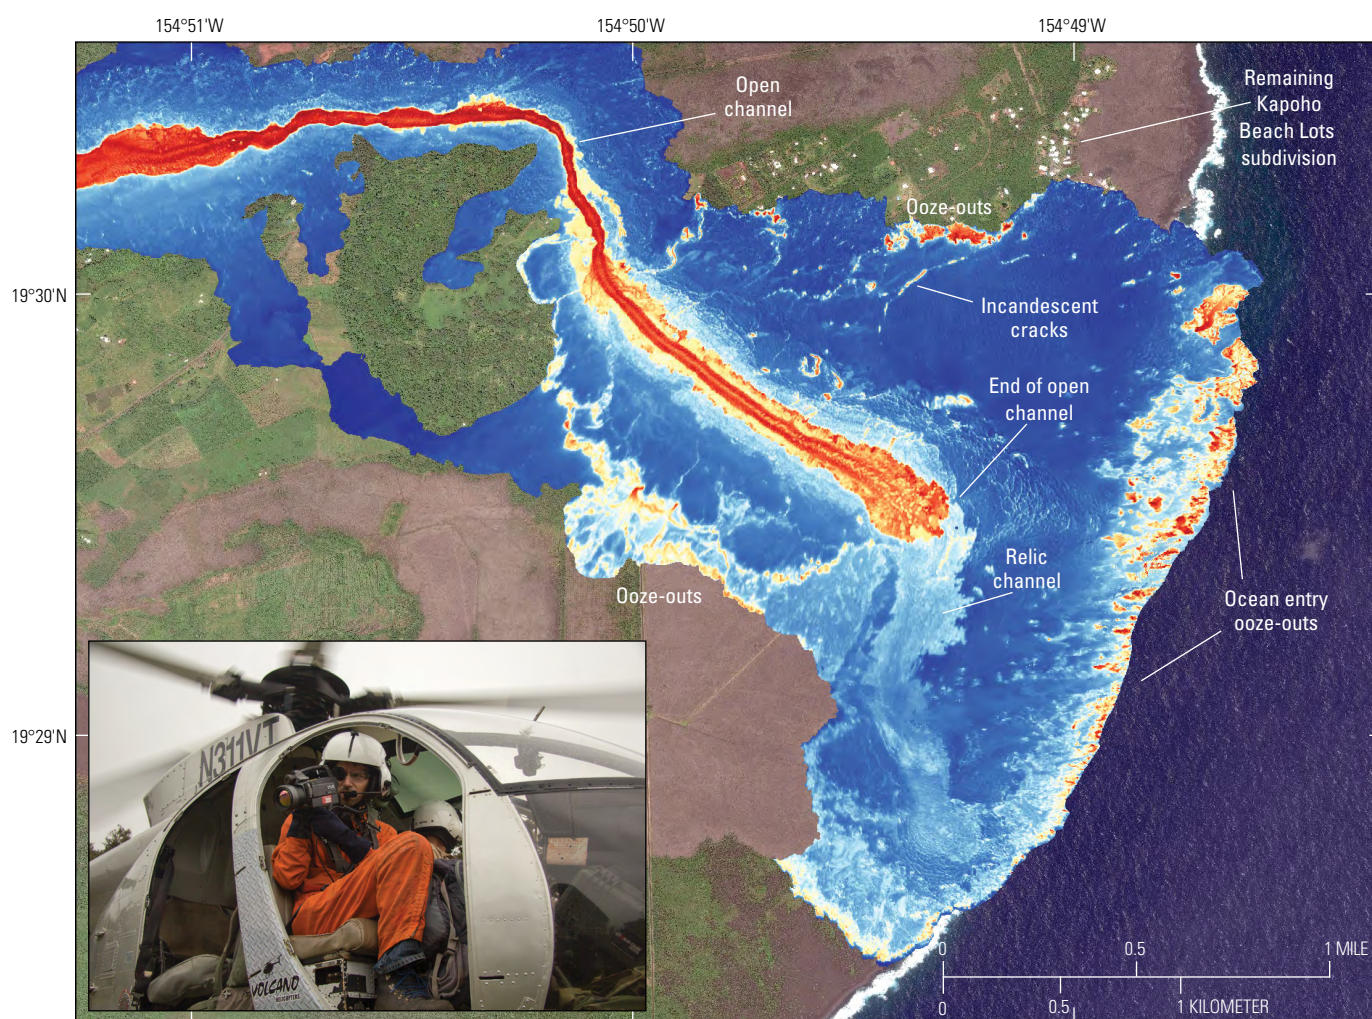 154°51'W
154°50'W
154°49'W
Open
channel
Remaining
Kapoho
Beach Lots
subdivision
Ooze-outs
19°30'N
Incandescent
cracks
End of open
channel
Relic
channel
Ooze-outs
Ocean entry
ooze-outs
19°29'N
N311VT
VOLCANO
HELICOPTERS
0 0.5 1 MILE
0 0.5 1 KILOMETER